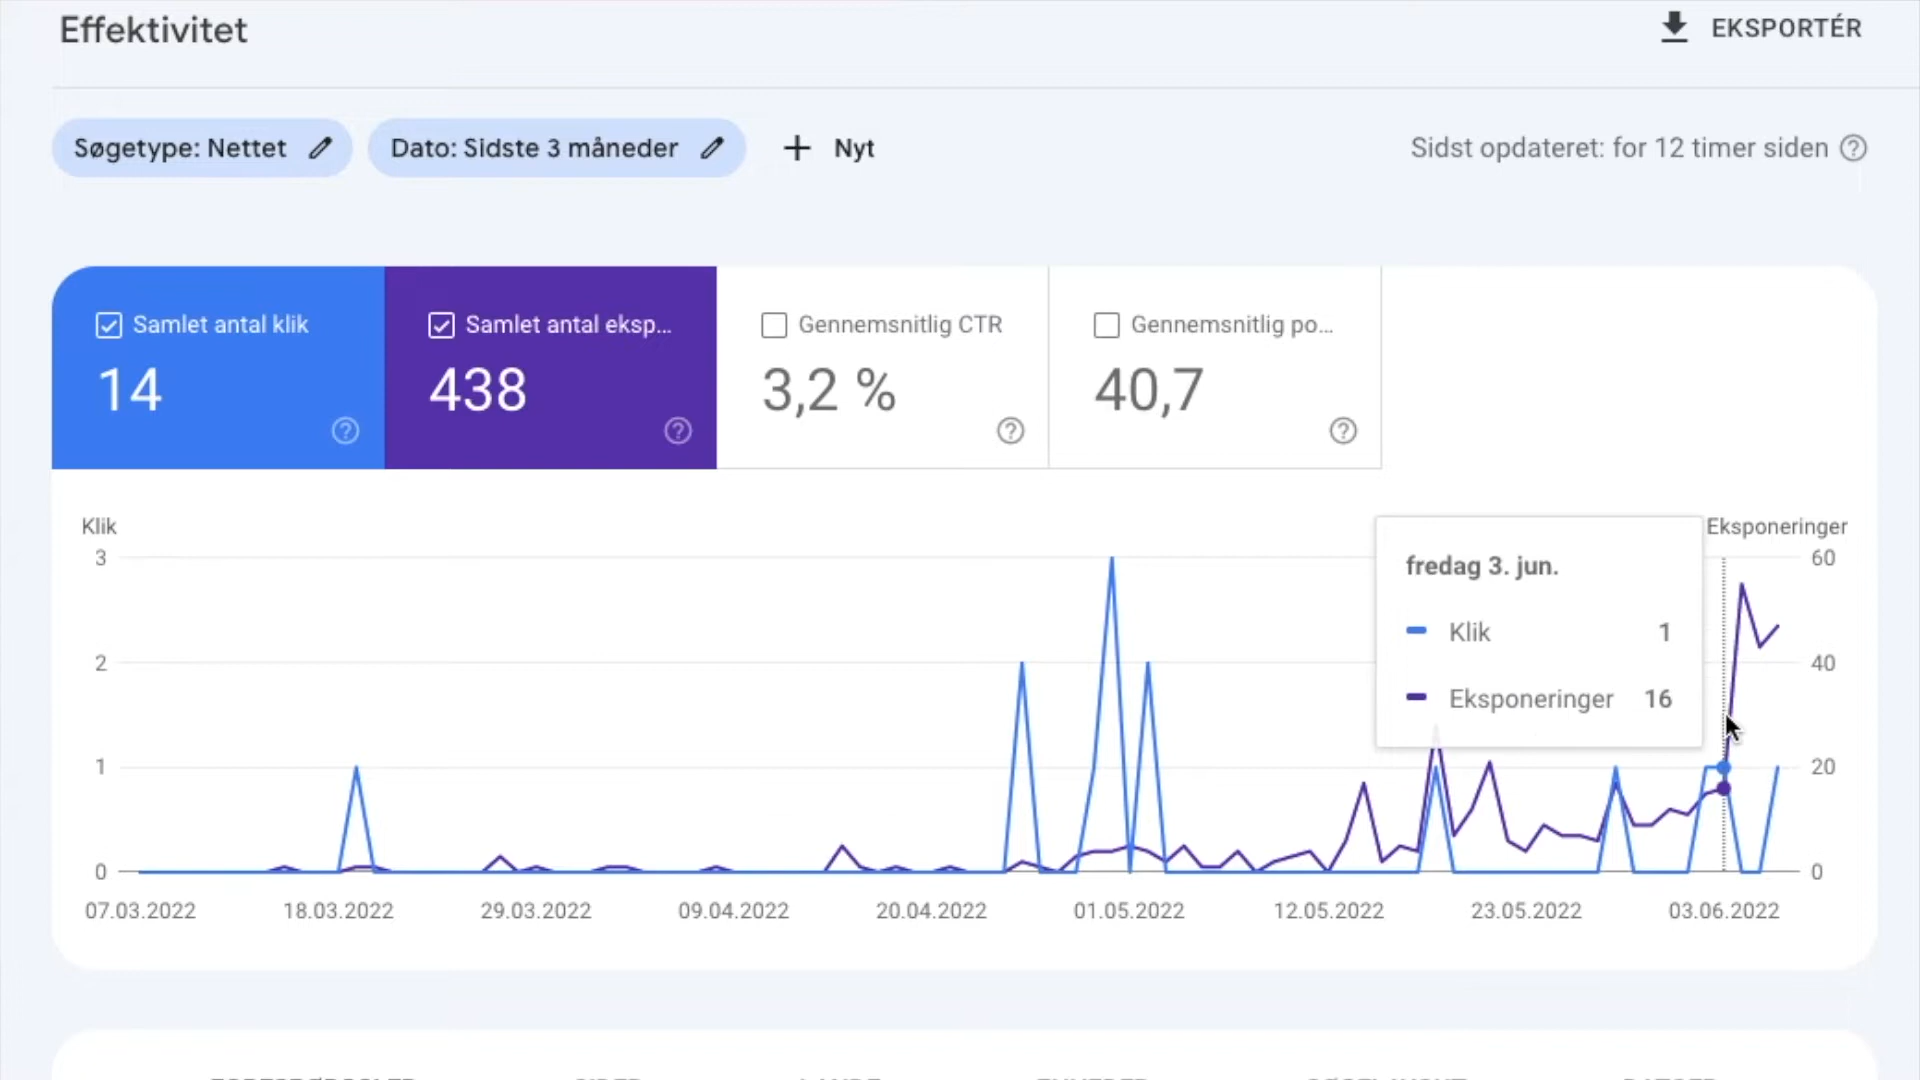 Effektivitet
EKSPORTÉR
Søgetype: Nettet
Dato: Sidste 3 måneder
+ Nyt
Sidst opdateret: for 12 timer siden
Samlet antal klik
14
Samlet antal eksp...
438
Gennemsnitlig CTR
3,2 %
Gennemsnitlig po...
40,7
Klik
Eksponeringer
3
2
1
0
60
40
20
0
fredag 3. jun.
Klik 1
Eksponeringer 16
07.03.2022
18.03.2022
29.03.2022
09.04.2022
20.04.2022
01.05.2022
12.05.2022
23.05.2022
03.06.2022